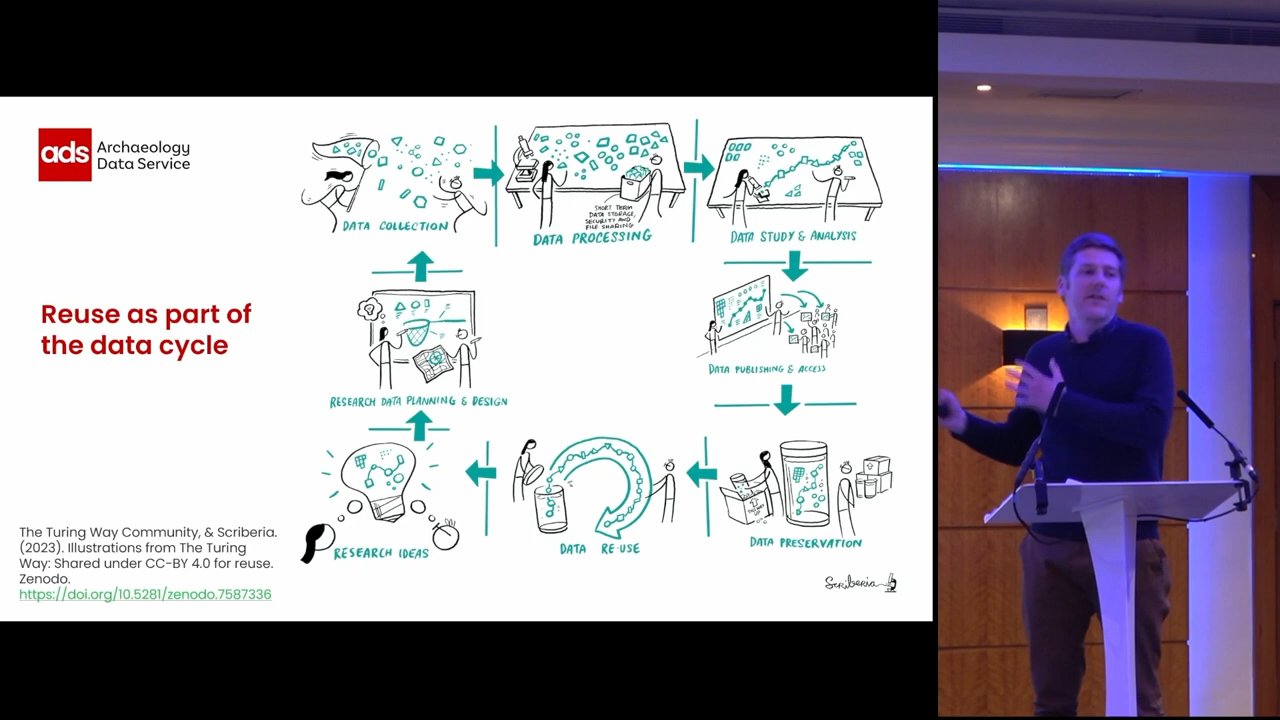 ads
Archaeology
Data Service
Reuse as part of
the data cycle
DATA COLLECTION
SHORT TERM
DATA STORAGE,
SECURITY AND
FILE SHARING
DATA PROCESSING
DATA STUDY & ANALYSIS
DATA PUBLISHING & ACCESS
RESEARCH DATA PLANNING & DESIGN
RESEARCH IDEAS
DATA RE-USE
DATA PRESERVATION
Scriberia
The Turing Way Community, & Scriberia.
(2023). Illustrations from The Turing
Way: Shared under CC-BY 4.0 for reuse.
Zenodo.
https://doi.org/10.5281/zenodo.7587336